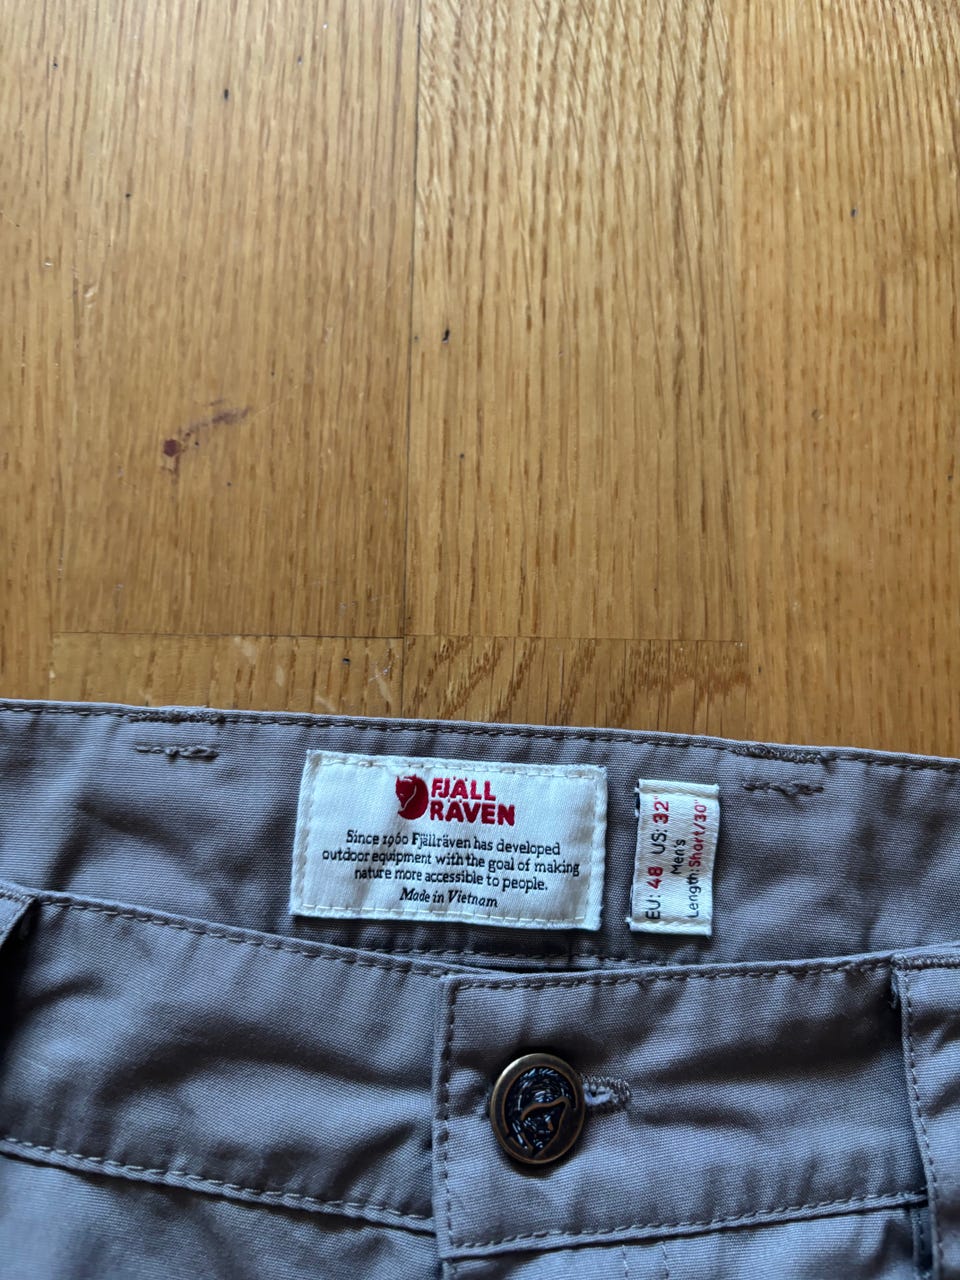 FJÄLL
RÄVEN
Since 1960 Fjällräven has developed
outdoor equipment with the goal of making
nature more accessible to people.
Made in Vietnam
EU: 48 US: 32"
Men's
Length: Short/30"